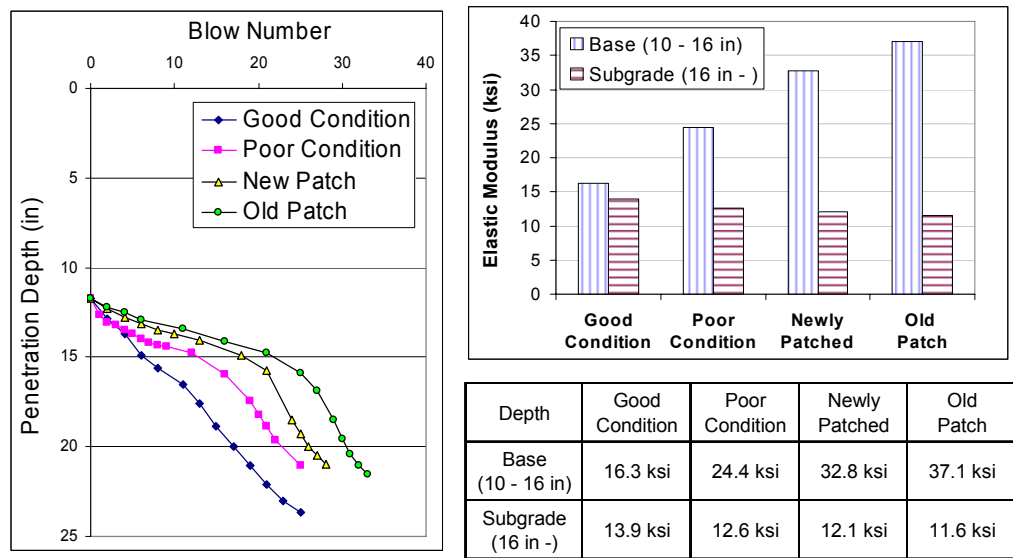 Blow Number
0 10 20 30 40
0
5
10
15
20
25
Penetration Depth (in)
Good Condition
Poor Condition
New Patch
Old Patch
40
35
30
25
20
15
10
5
0
Elastic Modulus (ksi)
Base (10 - 16 in)
Subgrade (16 in - )
Good Condition
Poor Condition
Newly Patched
Old Patch
Depth Good Condition Poor Condition Newly Patched Old Patch
Base (10 - 16 in) 16.3 ksi 24.4 ksi 32.8 ksi 37.1 ksi
Subgrade (16 in -) 13.9 ksi 12.6 ksi 12.1 ksi 11.6 ksi